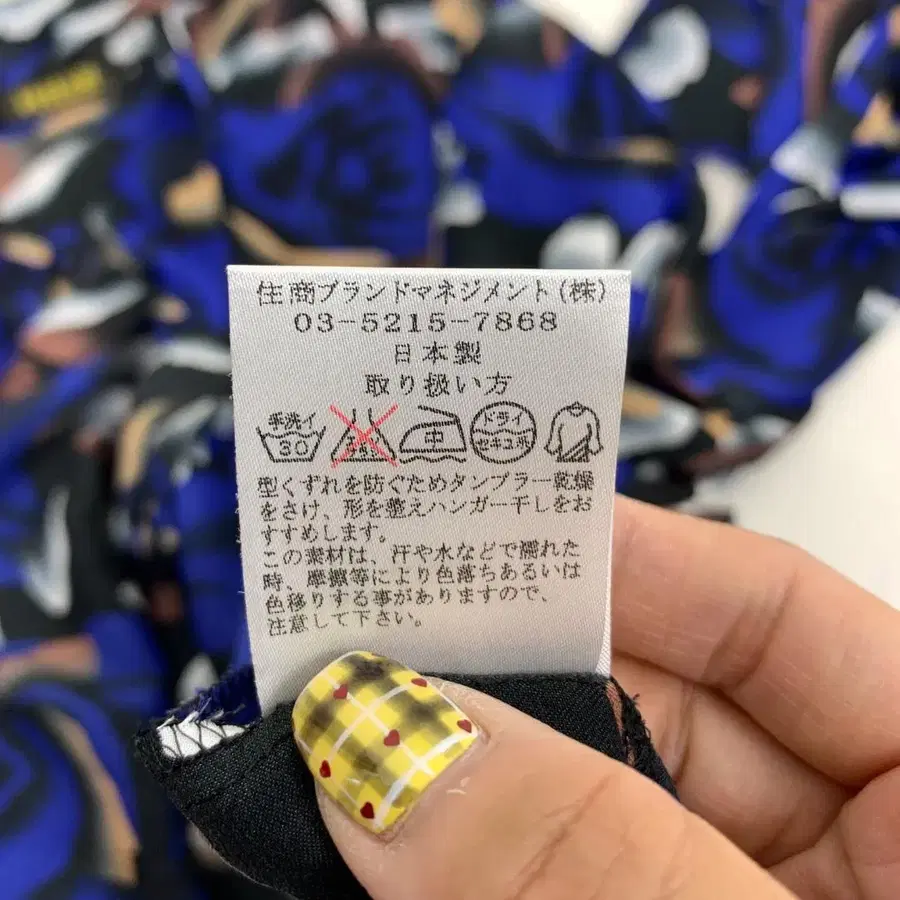 住商ブランドマネジメント(株)
03-5215-7868
日本製
取り扱い方
手洗イ
30
中
ドライ
セキユ系
型くずれを防ぐためタンブラー乾燥
をさけ、形を整えハンガー干しをお
すすめします。
この素材は、汗や水などで濡れた
時、摩擦等により色落ちあるいは
色移りする事がありますので、
注意して下さい。